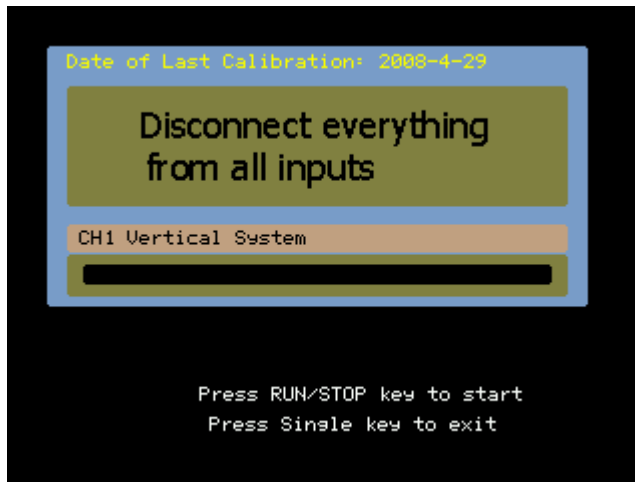 Date of Last Calibration: 2008-4-29
Disconnect everything
from all inputs
CH1 Vertical System
Press RUN/STOP key to start
Press Single key to exit